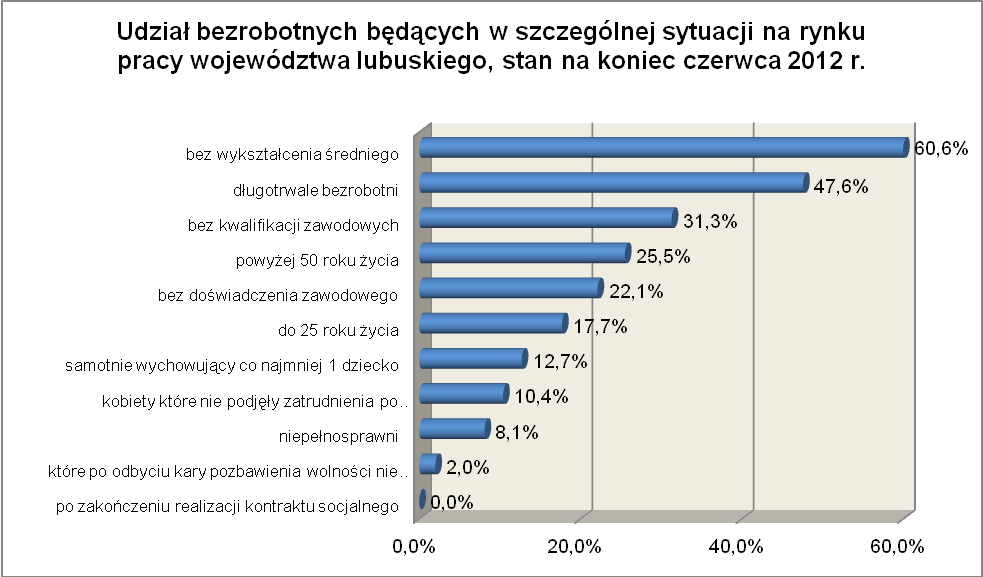 Udział bezrobotnych będących w szczególnej sytuacji na rynku
pracy województwa lubuskiego, stan na koniec czerwca 2012 r.
bez wykształcenia średniego 60,6%
długotrwale bezrobotni 47,6%
bez kwalifikacji zawodowych 31,3%
powyżej 50 roku życia 25,5%
bez doświadczenia zawodowego 22,1%
do 25 roku życia 17,7%
samotnie wychowujący co najmniej 1 dziecko 12,7%
kobiety które nie podjęły zatrudnienia po.. 10,4%
niepełnosprawni 8,1%
które po odbyciu kary pozbawienia wolności nie.. 2,0%
po zakończeniu realizacji kontraktu socjalnego 0,0%
0,0% 20,0% 40,0% 60,0%